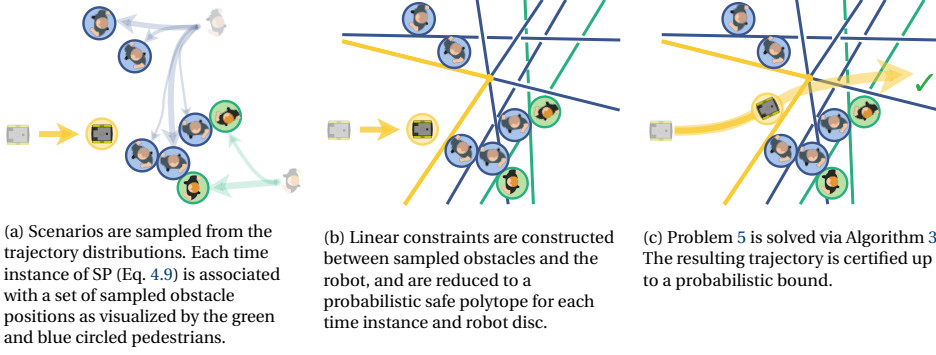 (a) Scenarios are sampled from the
trajectory distributions. Each time
instance of SP (Eq. 4.9) is associated
with a set of sampled obstacle
positions as visualized by the green
and blue circled pedestrians.
(b) Linear constraints are constructed
between sampled obstacles and the
robot, and are reduced to a
probabilistic safe polytope for each
time instance and robot disc.
(c) Problem 5 is solved via Algorithm 3
The resulting trajectory is certified up
to a probabilistic bound.